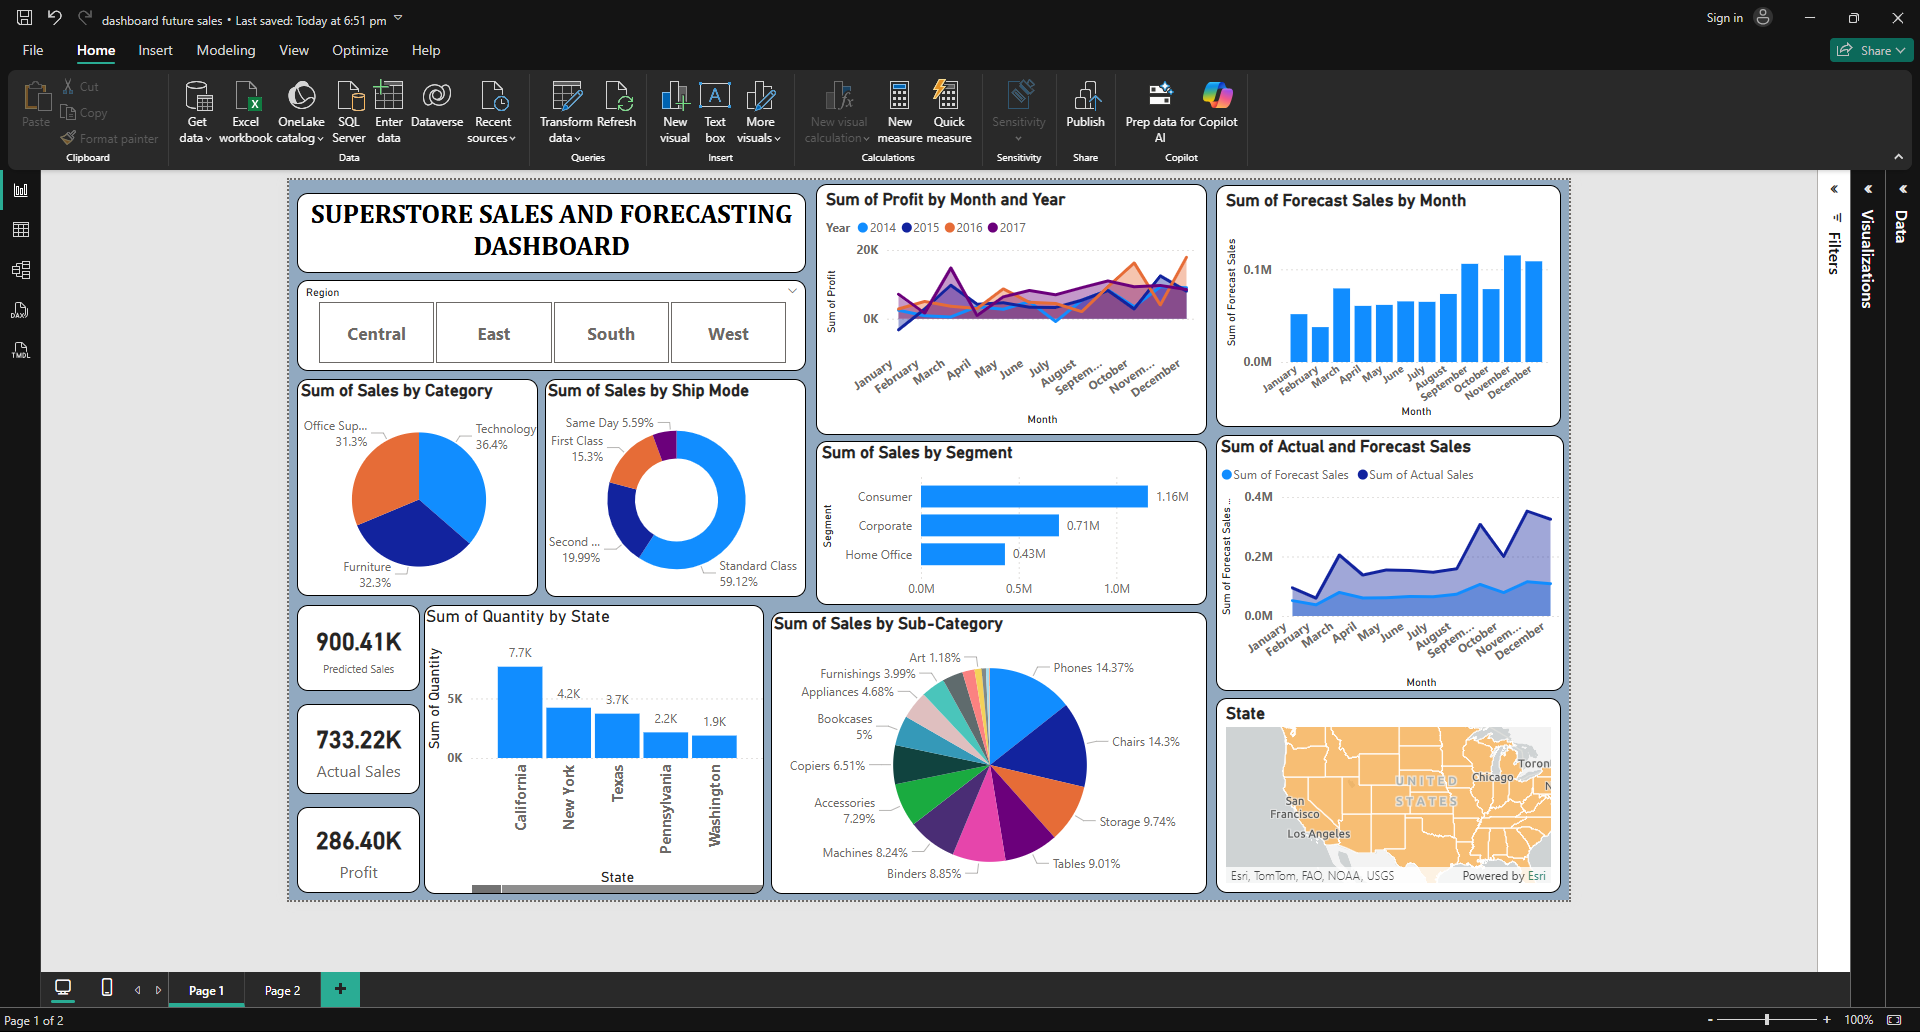 dashboard future sales • Last saved: Today at 6:51 pm
Sign in
File Home Insert Modeling View Optimize Help
Share
Paste
Cut
Copy
Format painter
Clipboard
Get data
Excel workbook
OneLake catalog
SQL Server
Enter data
Dataverse
Recent sources
Data
Transform data
Refresh
Queries
New visual
Text box
More visuals
Insert
New visual calculation
New measure
Quick measure
Calculations
Sensitivity
Sensitivity
Publish
Share
Prep data for AI
Copilot
Copilot
DAX
TMDL
Filters
Visualizations
Data
SUPERSTORE SALES AND FORECASTING
DASHBOARD
Region
Central East South West
Sum of Sales by Category
Office Sup...
31.3%
Technology
36.4%
Furniture
32.3%
Sum of Sales by Ship Mode
Same Day 5.59%
First Class
15.3%
Second ...
19.99%
Standard Class
59.12%
Sum of Profit by Month and Year
Year 2014 2015 2016 2017
Sum of Profit
20K
0K
January
February
March
April
May
June
July
August
Septem...
October
Novem...
December
Month
Sum of Sales by Segment
Segment
Consumer 1.16M
Corporate 0.71M
Home Office 0.43M
0.0M 0.5M 1.0M
Sum of Forecast Sales by Month
Sum of Forecast Sales
0.1M
0.0M
January
February
March
April
May
June
July
August
September
October
November
December
Month
Sum of Actual and Forecast Sales
Sum of Forecast Sales Sum of Actual Sales
Sum of Forecast Sales ...
0.4M
0.2M
0.0M
January
February
March
April
May
June
July
August
Septem...
October
Novem...
December
Month
900.41K
Predicted Sales
733.22K
Actual Sales
286.40K
Profit
Sum of Quantity by State
Sum of Quantity
5K
0K
7.7K
4.2K
3.7K
2.2K
1.9K
California
New York
Texas
Pennsylvania
Washington
State
Sum of Sales by Sub-Category
Art 1.18%
Furnishings 3.99%
Appliances 4.68%
Bookcases
5%
Copiers 6.51%
Accessories
7.29%
Machines 8.24%
Binders 8.85%
Phones 14.37%
Chairs 14.3%
Storage 9.74%
Tables 9.01%
State
UNITED
STATES
Chicago
Toron
N
San
Francisco
Los Angeles
Esri, TomTom, FAO, NOAA, USGS
Powered by Esri
Page 1
Page 2
+
Page 1 of 2
- + 100%